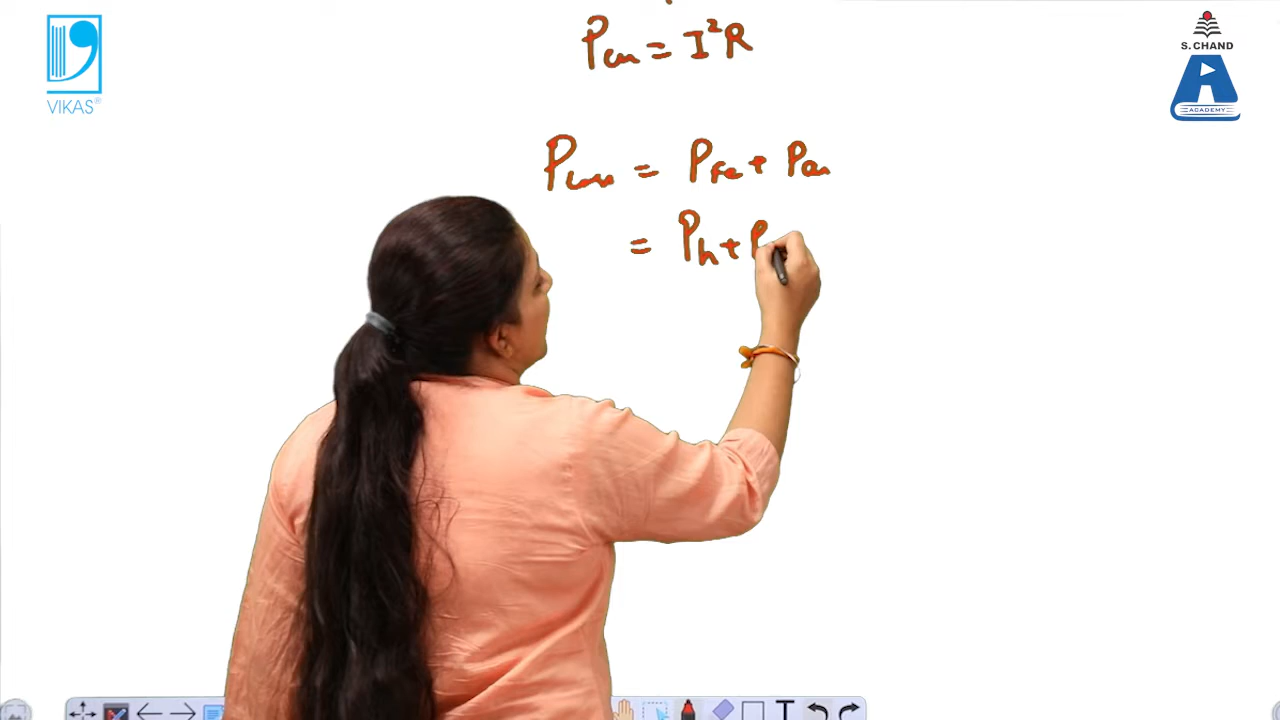 VIKAS®
S. CHAND
ACADEMY
Pcu = I²R
Ploss = PFe + Pcu
= Ph + P
T